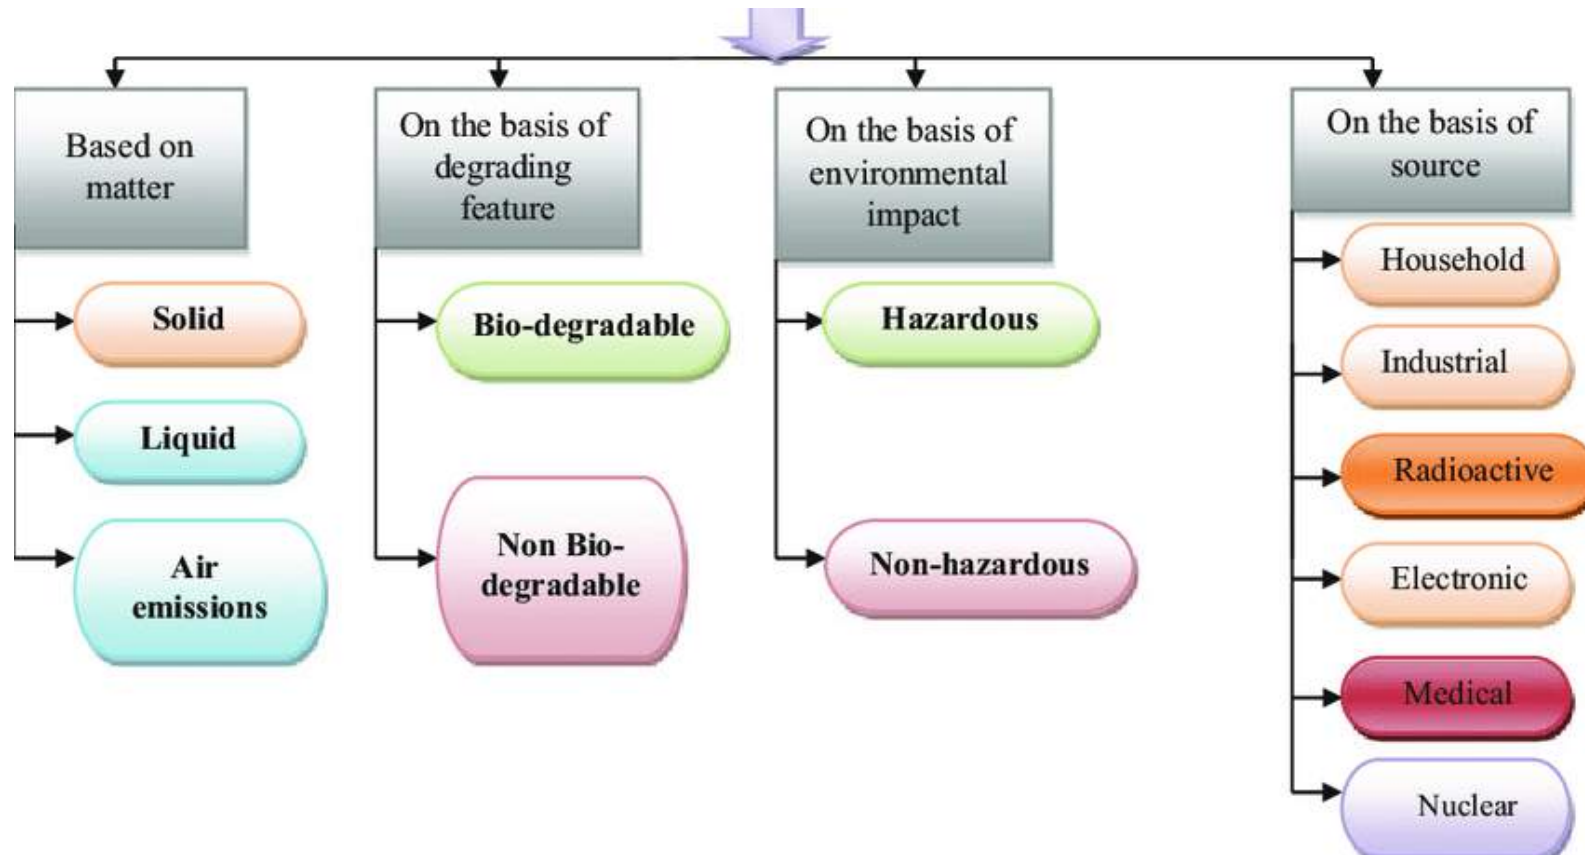 Based on
matter
Solid
Liquid
Air
emissions
On the basis of
degrading
feature
Bio-degradable
Non Bio-
degradable
On the basis of
environmental
impact
Hazardous
Non-hazardous
On the basis of
source
Household
Industrial
Radioactive
Electronic
Medical
Nuclear